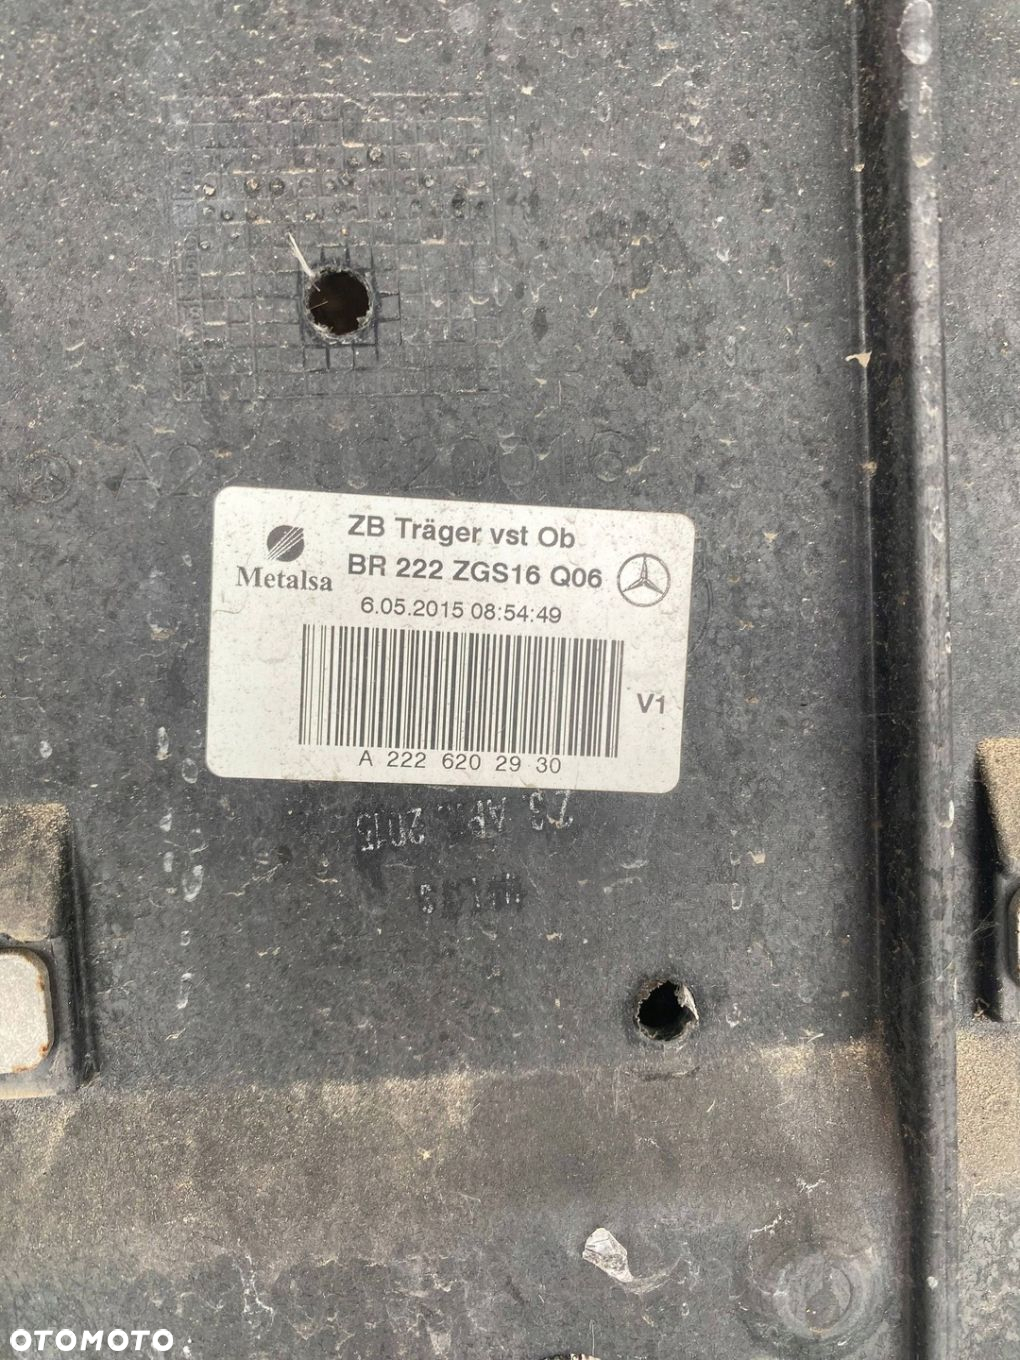 ZB Träger vst Ob
BR 222 ZGS16 Q06
Metalsa
6.05.2015 08:54:49
V1
A 222 620 29 30
2015
OTOMOTO